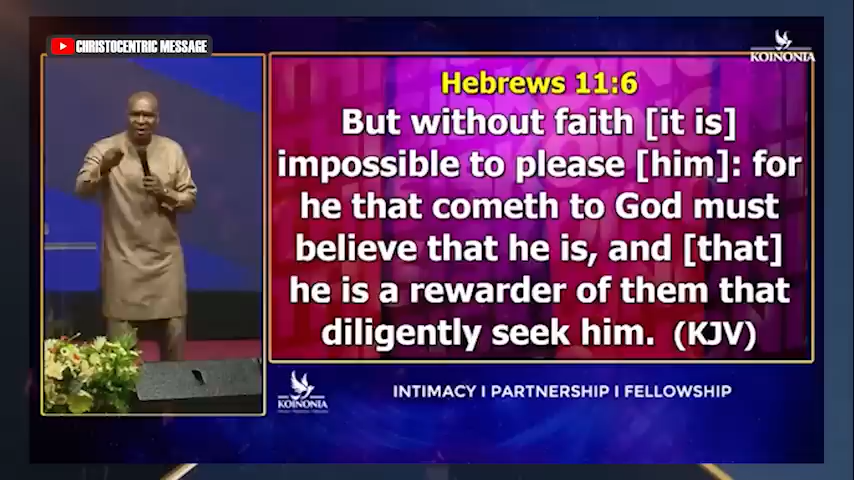 CHRISTOCENTRIC MESSAGE
KOINONIA
Hebrews 11:6
But without faith [it is]
impossible to please [him]: for
he that cometh to God must
believe that he is, and [that]
he is a rewarder of them that
diligently seek him. (KJV)
KOINONIA
INTIMACY I PARTNERSHIP I FELLOWSHIP